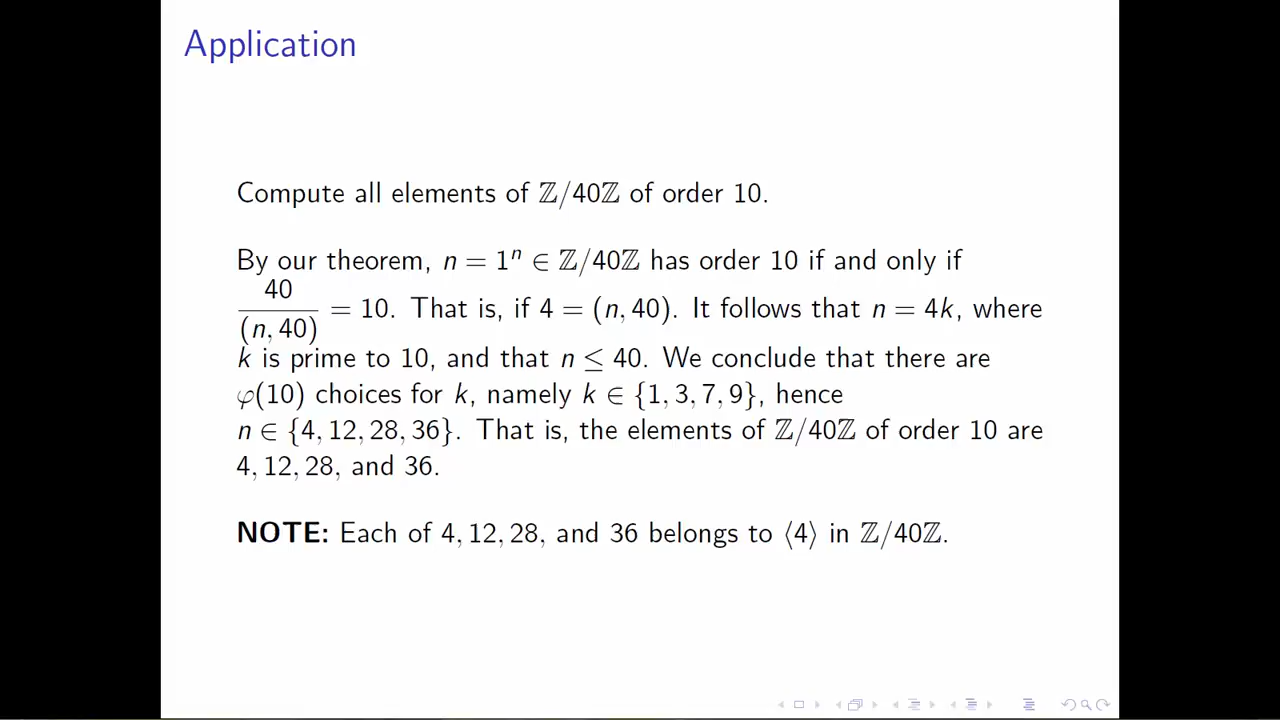 Application
Compute all elements of ℤ/40ℤ of order 10.
By our theorem, n = 1ⁿ ∈ ℤ/40ℤ has order 10 if and only if
40
(n, 40) = 10. That is, if 4 = (n, 40). It follows that n = 4k, where
k is prime to 10, and that n ≤ 40. We conclude that there are
φ(10) choices for k, namely k ∈ {1, 3, 7, 9}, hence
n ∈ {4, 12, 28, 36}. That is, the elements of ℤ/40ℤ of order 10 are
4, 12, 28, and 36.
NOTE: Each of 4, 12, 28, and 36 belongs to ⟨4⟩ in ℤ/40ℤ.